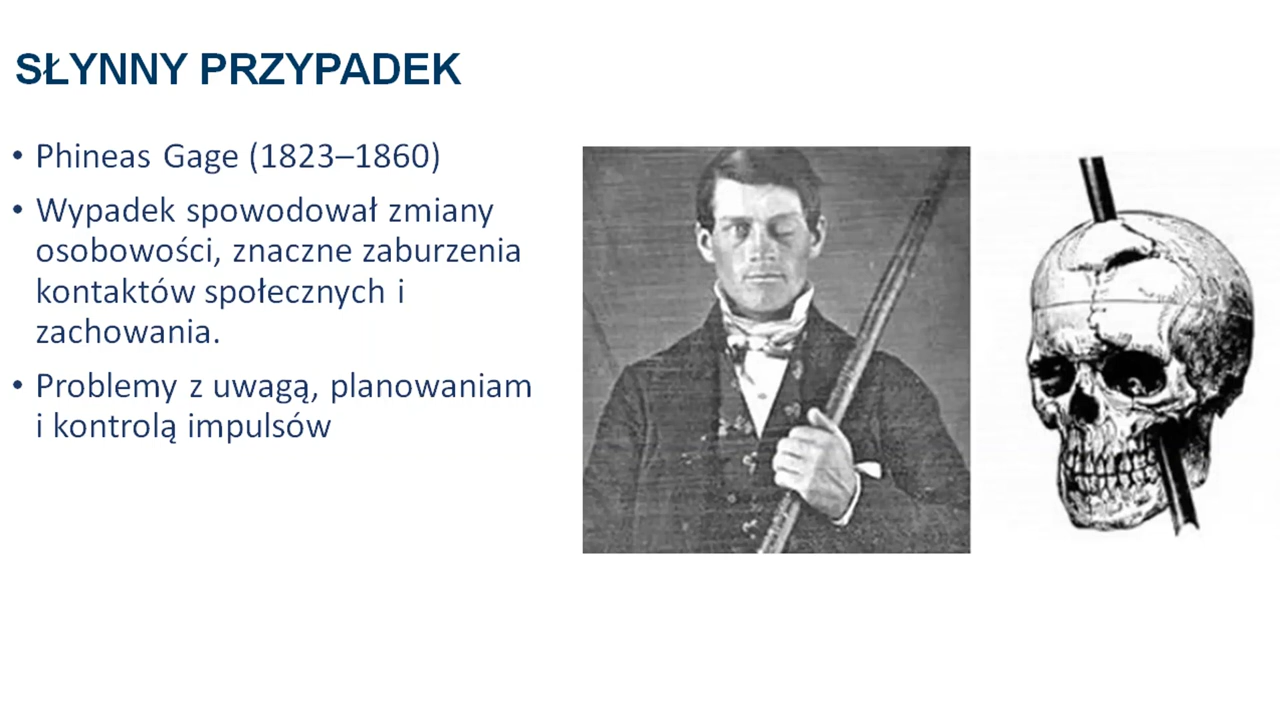 SŁYNNY PRZYPADEK
• Phineas Gage (1823–1860)
• Wypadek spowodował zmiany
osobowości, znaczne zaburzenia
kontaktów społecznych i
zachowania.
• Problemy z uwagą, planowaniam
i kontrolą impulsów